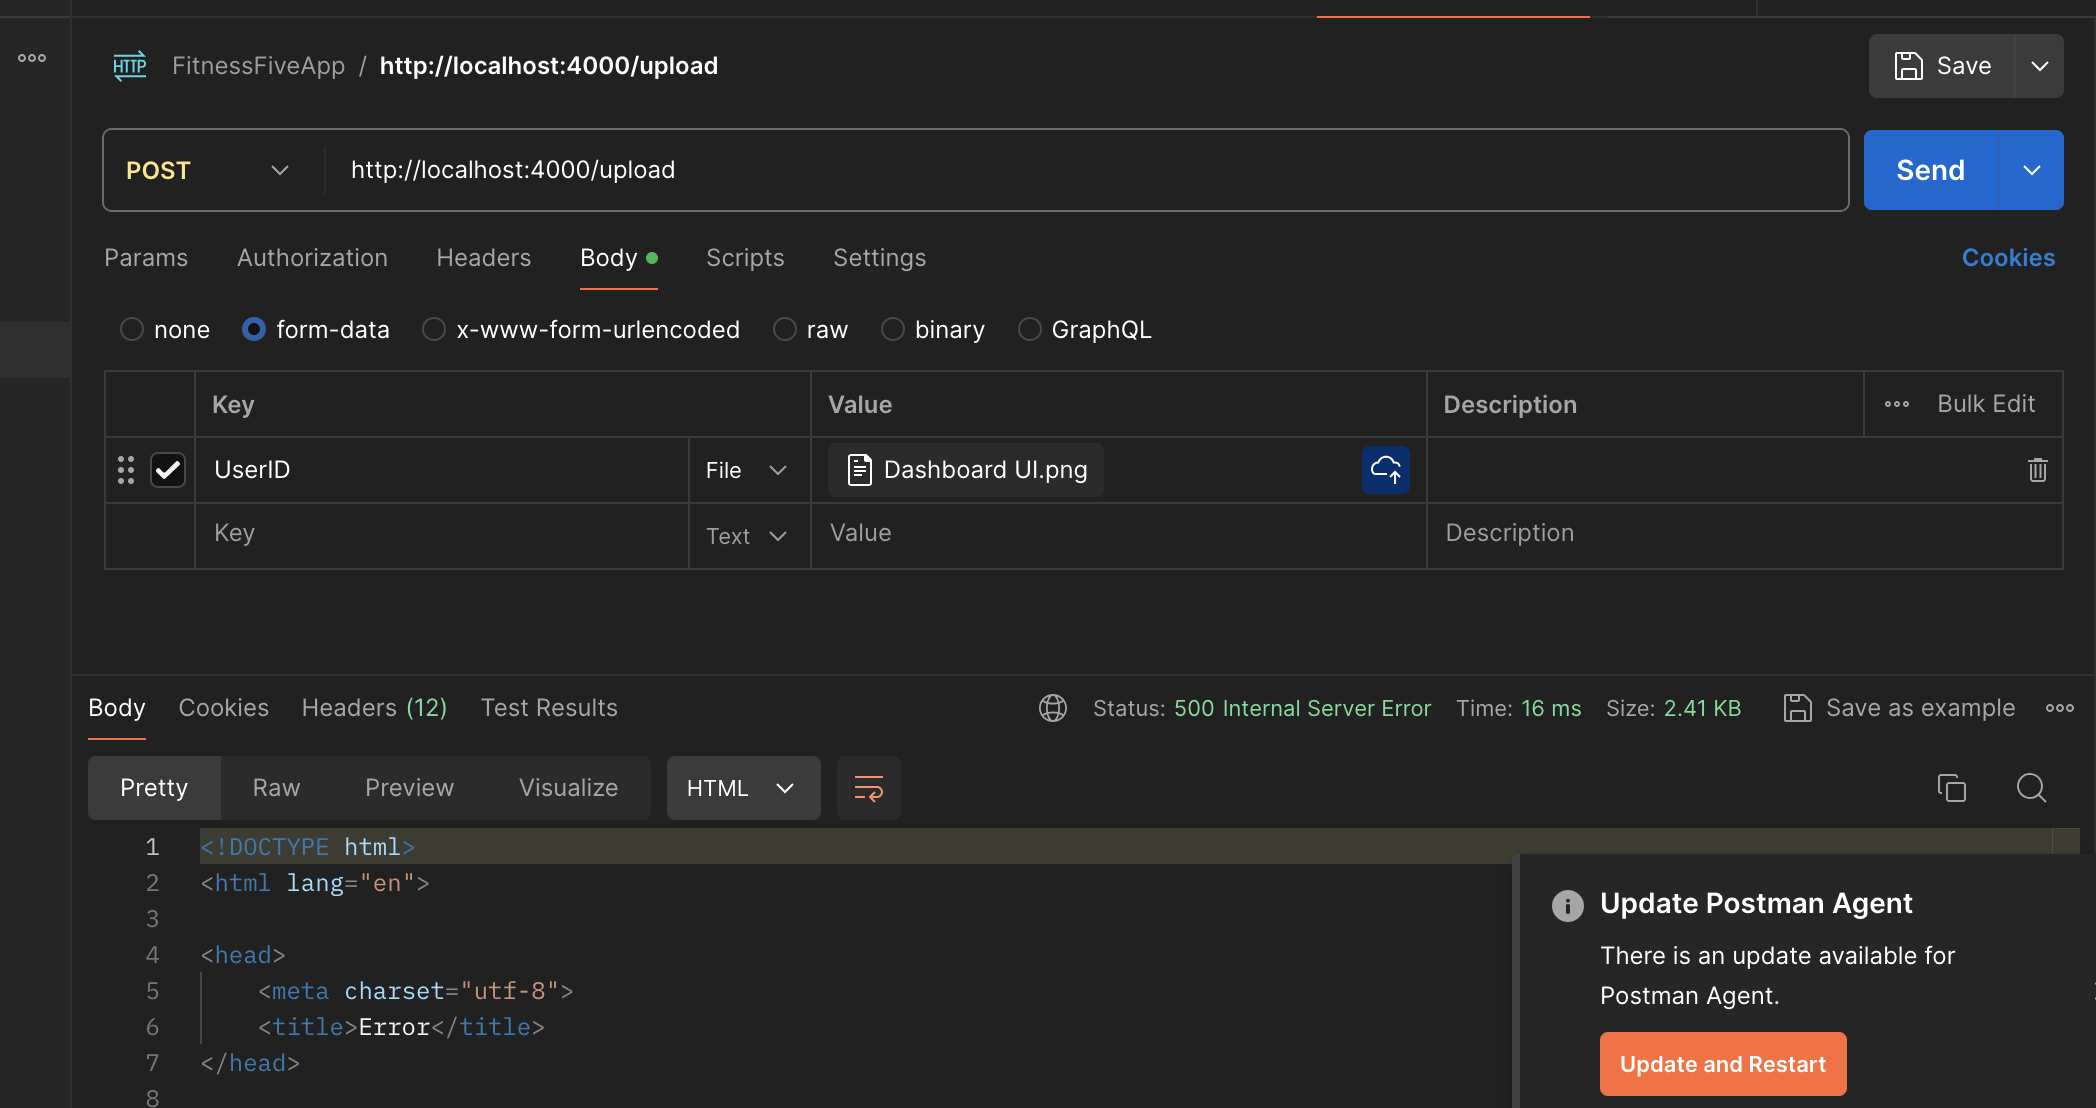 HTTP FitnessFiveApp / http://localhost:4000/upload Save
POST http://localhost:4000/upload Send
Params Authorization Headers Body Scripts Settings Cookies
none form-data x-www-form-urlencoded raw binary GraphQL
Key Value Description Bulk Edit
UserID File Dashboard UI.png
Key Text Value Description
Body Cookies Headers (12) Test Results Status: 500 Internal Server Error Time: 16 ms Size: 2.41 KB Save as example
Pretty Raw Preview Visualize HTML
1 <!DOCTYPE html>
2 <html lang="en">
3
4 <head>
5 <meta charset="utf-8">
6 <title>Error</title>
7 </head>
8
Update Postman Agent
There is an update available for
Postman Agent.
Update and Restart